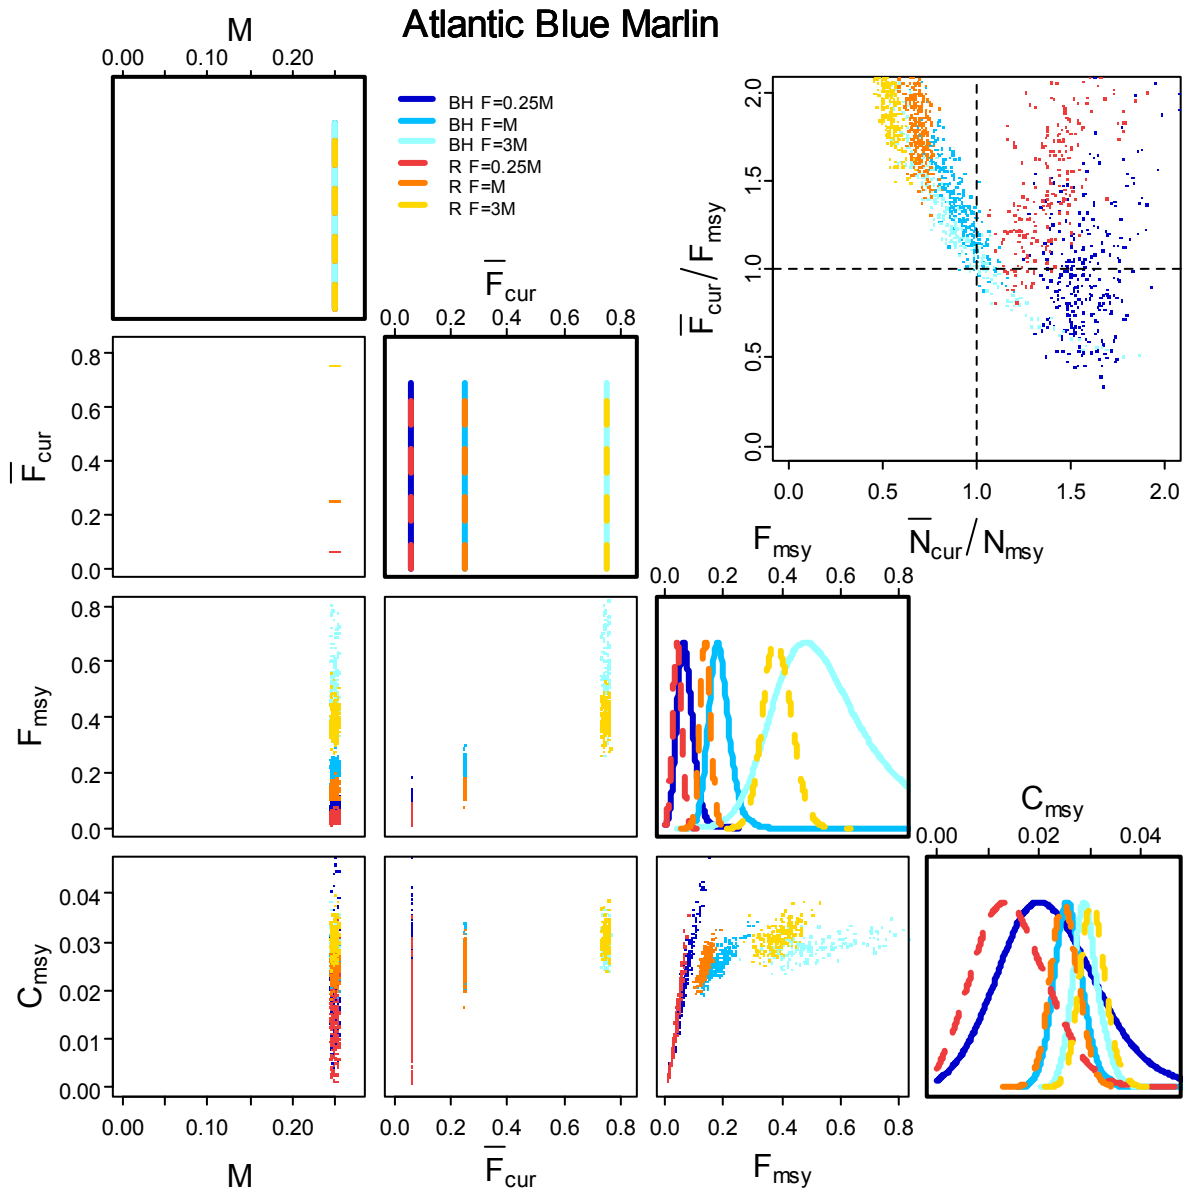 Atlantic Blue Marlin
M
0.00 0.10 0.20
BH F=0.25M
BH F=M
BH F=3M
R F=0.25M
R F=M
R F=3M
F̅cur
0.0 0.2 0.4 0.8
F̅cur / Fmsy
0.0 0.5 1.0 1.5 2.0
0.0 0.5 1.0 1.5 2.0
N̅cur / Nmsy
F̅cur
0.8
0.6
0.4
0.2
0.0
Fmsy
0.0 0.2 0.4 0.6 0.8
Fmsy
0.8
0.6
0.4
0.2
0.0
Cmsy
0.00 0.02 0.04
Cmsy
0.04
0.03
0.02
0.01
0.00
0.00 0.10 0.20
0.0 0.2 0.4 0.6 0.8
0.0 0.2 0.4 0.6 0.8
M
F̅cur
Fmsy